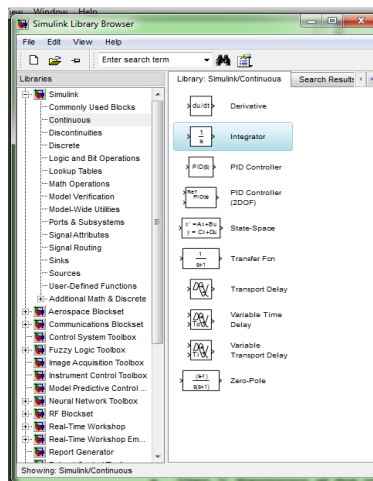 Window Help
Simulink Library Browser
File Edit View Help
Enter search term
Libraries
Library: Simulink/Continuous
Search Results
Simulink
Commonly Used Blocks
Continuous
Discontinuities
Discrete
Logic and Bit Operations
Lookup Tables
Math Operations
Model Verification
Model-Wide Utilities
Ports & Subsystems
Signal Attributes
Signal Routing
Sinks
Sources
User-Defined Functions
Additional Math & Discrete
Aerospace Blockset
Communications Blockset
Control System Toolbox
Fuzzy Logic Toolbox
Image Acquisition Toolbox
Instrument Control Toolbox
Model Predictive Control ...
Neural Network Toolbox
RF Blockset
Real-Time Workshop
Real-Time Workshop Em...
Report Generator
du/dt
Derivative
1
s
Integrator
PID(s)
PID Controller
Ref
PID(s)
PID Controller
(2DOF)
x' = Ax+Bu
y = Cx+Du
State-Space
1
s+1
Transfer Fcn
Transport Delay
To
Variable Time
Delay
Ti
Variable
Transport Delay
(s-1)
s(s+1)
Zero-Pole
Showing: Simulink/Continuous